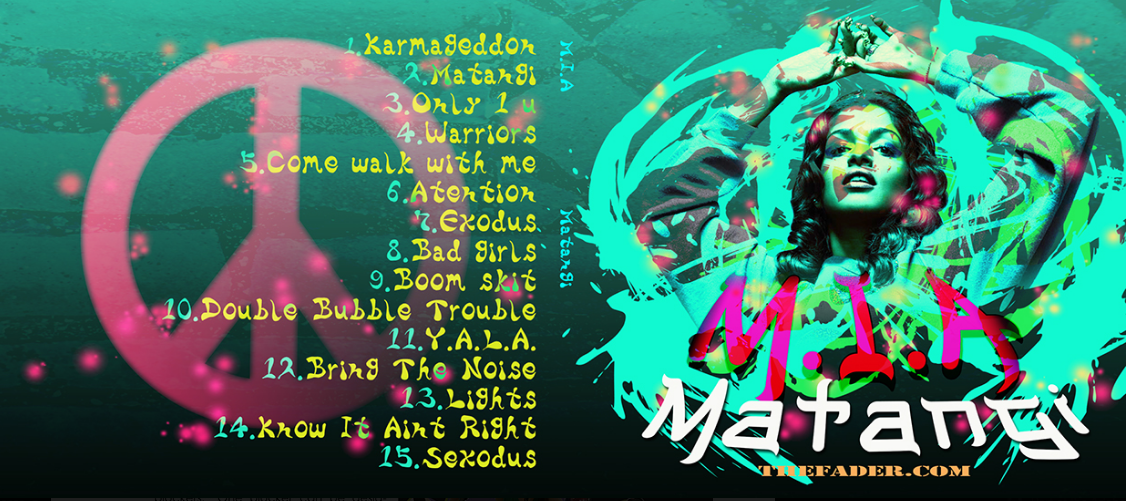 1.Karmageddon
2.Matangi
3.Only 1 u
4.Warriors
5.Come walk with me
6.Atention
7.Exodus
8.Bad girls
9.Boom skit
10.Double Bubble Trouble
11.Y.A.L.A.
12.Bring The Noise
13.Lights
14.Know It Aint Right
15.Sexodus
M.I.A
Matangi
M.I.A
Matangi
THEFADER.COM